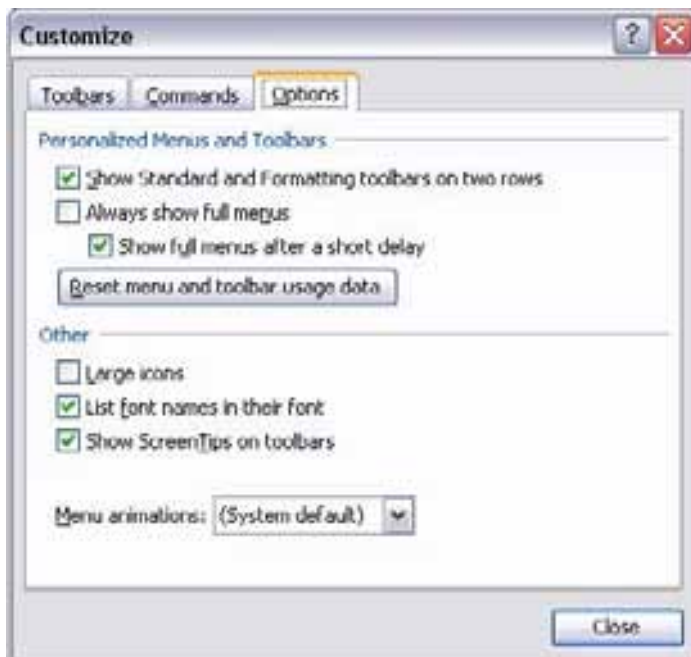 Customize
Toolbars Commands Options
Personalized Menus and Toolbars
Show Standard and Formatting toolbars on two rows
Always show full menus
Show full menus after a short delay
Reset menu and toolbar usage data
Other
Large icons
List font names in their font
Show ScreenTips on toolbars
Menu animations: (System default)
Close